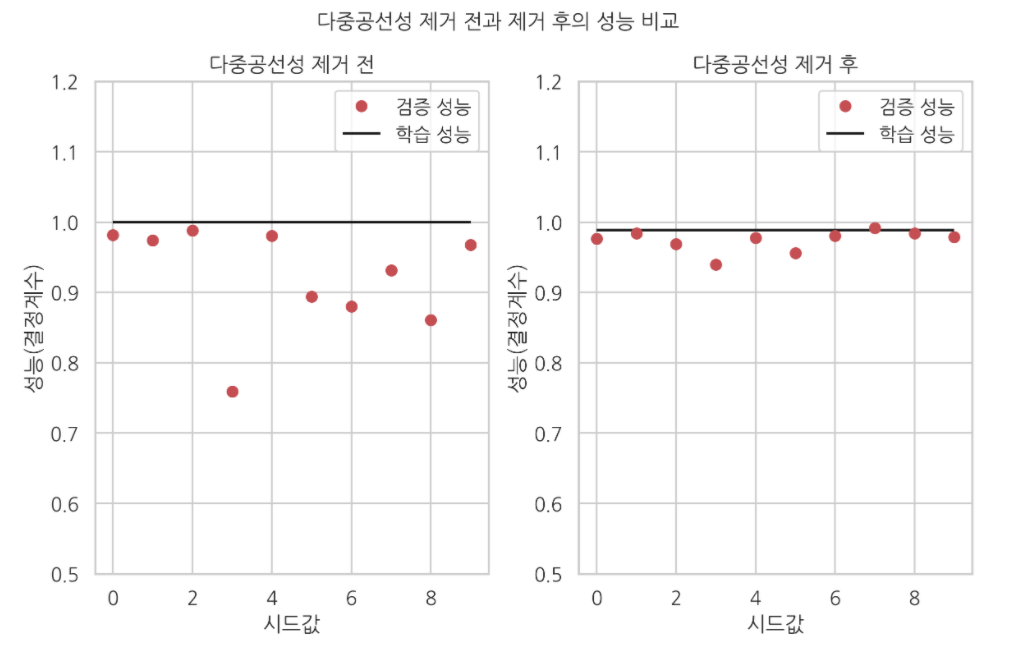 다중공선성 제거 전과 제거 후의 성능 비교
다중공선성 제거 전
검증 성능
학습 성능
1.2
1.1
1.0
0.9
0.8
0.7
0.6
0.5
성능(결정계수)
0 2 4 6 8
시드값
다중공선성 제거 후
검증 성능
학습 성능
1.2
1.1
1.0
0.9
0.8
0.7
0.6
0.5
성능(결정계수)
0 2 4 6 8
시드값